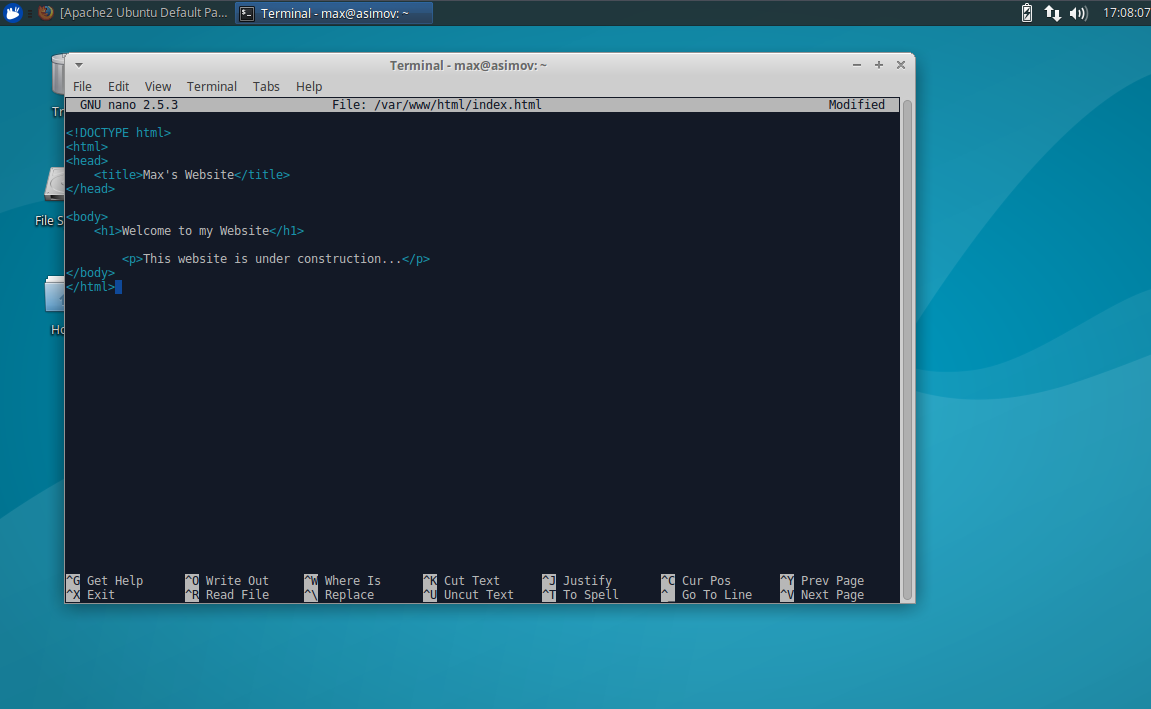 [Apache2 Ubuntu Default Pa... Terminal - max@asimov: ~ 17:08:07
Terminal - max@asimov: ~
File Edit View Terminal Tabs Help
GNU nano 2.5.3 File: /var/www/html/index.html Modified
<!DOCTYPE html>
<html>
<head>
<title>Max's Website</title>
</head>
<body>
<h1>Welcome to my Website</h1>
<p>This website is under construction...</p>
</body>
</html>
^G Get Help ^O Write Out ^W Where Is ^K Cut Text ^J Justify ^C Cur Pos ^Y Prev Page
^X Exit ^R Read File ^\ Replace ^U Uncut Text ^T To Spell ^_ Go To Line ^V Next Page
Tr
File S
Ho